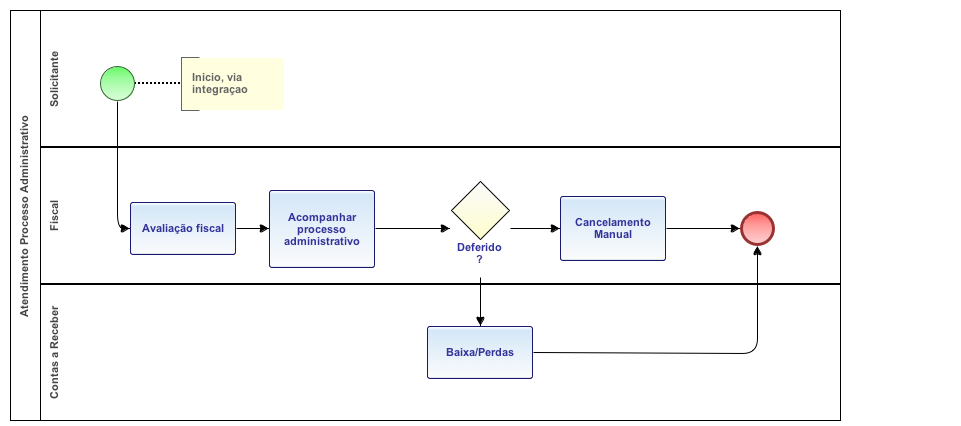 Atendimento Processo Administrativo
Solicitante
Inicio, via
integraçao
Fiscal
Avaliação fiscal
Acompanhar
processo
administrativo
Deferido
?
Cancelamento
Manual
Contas a Receber
Baixa/Perdas